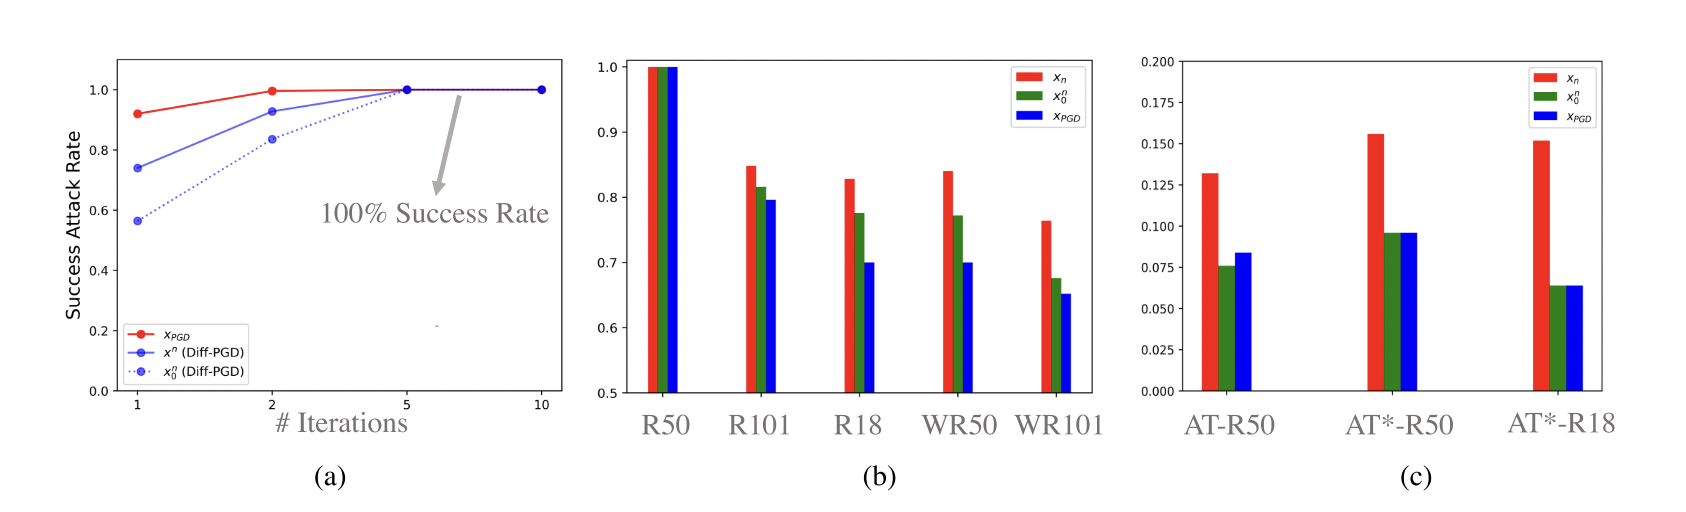 Success Attack Rate
1.0
0.8
0.6
0.4
0.2
0.0
100% Success Rate
x_PGD
x^n (Diff-PGD)
x_0^n (Diff-PGD)
1 2 5 10
# Iterations
(a)
1.0
0.9
0.8
0.7
0.6
0.5
x_n
x_0^n
x_PGD
R50 R101 R18 WR50 WR101
(b)
0.200
0.175
0.150
0.125
0.100
0.075
0.050
0.025
0.000
x_n
x_0^n
x_PGD
AT-R50 AT*-R50 AT*-R18
(c)